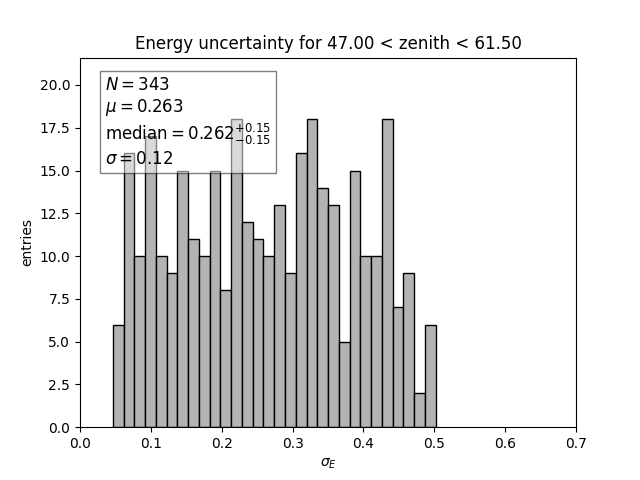 Energy uncertainty for 47.00 < zenith < 61.50
N = 343
μ = 0.263
median = 0.262 +0.15 −0.15
σ = 0.12
entries
20.0
17.5
15.0
12.5
10.0
7.5
5.0
2.5
0.0
0.0 0.1 0.2 0.3 0.4 0.5 0.6 0.7
σE